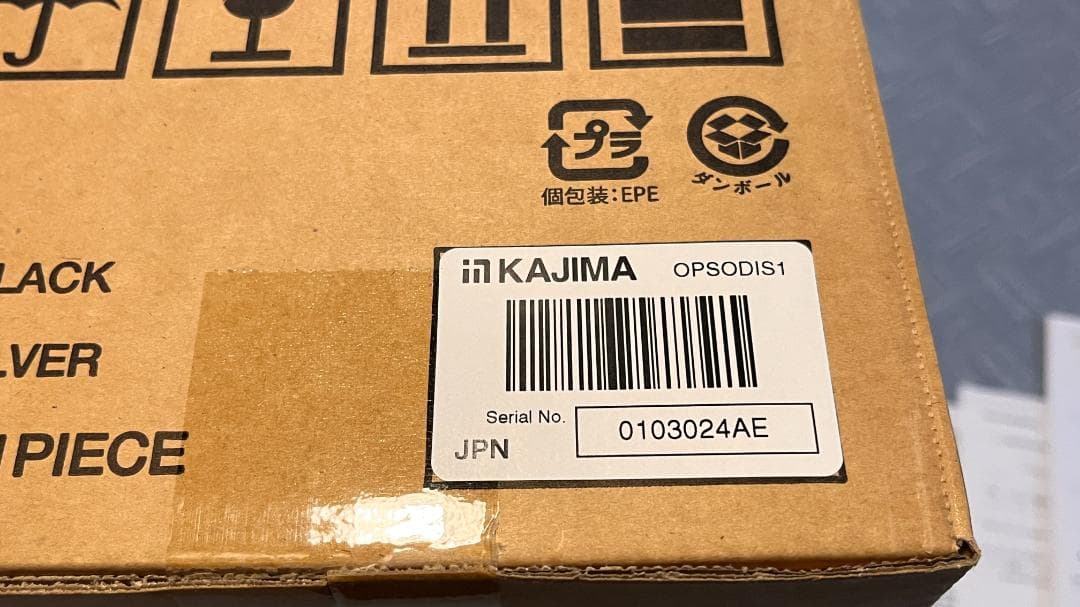 プラ
個包装：EPE
ダンボール
KAJIMA OPSODIS1
LACK
LVER
Serial No. 0103024AE
JPN
PIECE